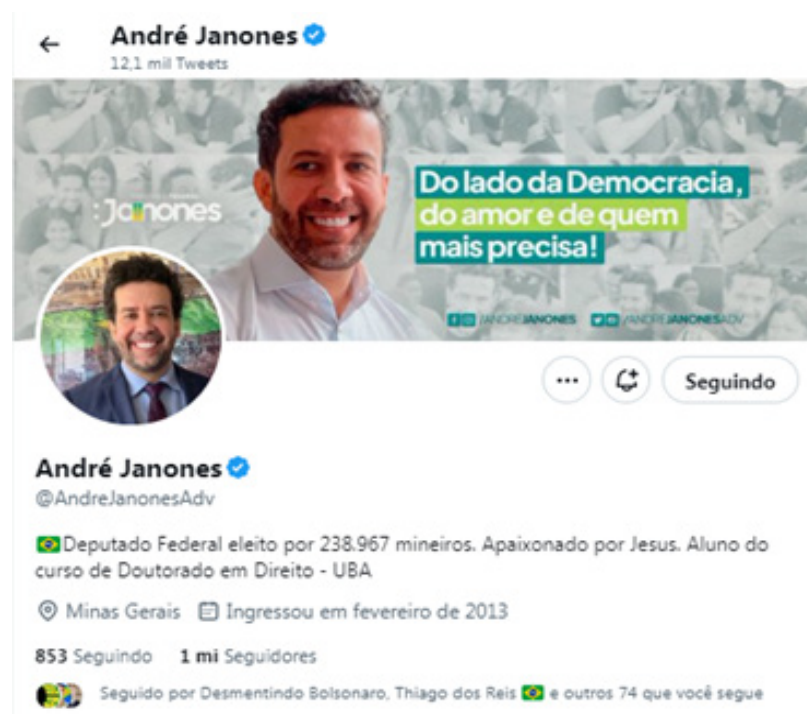 André Janones
12,1 mil Tweets
:Janones
Do lado da Democracia,
do amor e de quem
mais precisa!
/ANDREJANONES /ANDREJANONESADV
Seguindo
André Janones
@AndreJanonesAdv
Deputado Federal eleito por 238.967 mineiros. Apaixonado por Jesus. Aluno do
curso de Doutorado em Direito - UBA
Minas Gerais Ingressou em fevereiro de 2013
853 Seguindo 1 mi Seguidores
Seguido por Desmentindo Bolsonaro, Thiago dos Reis e outros 74 que você segue